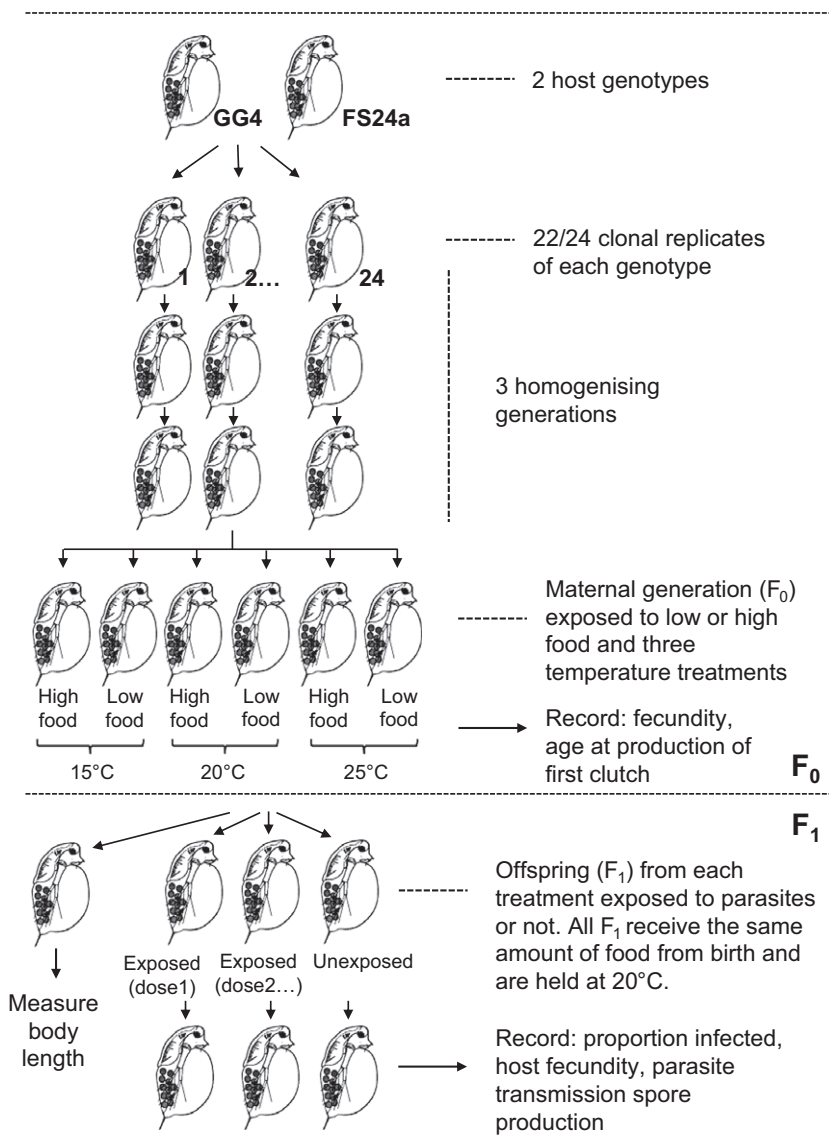 GG4
FS24a
2 host genotypes
1
2...
24
22/24 clonal replicates
of each genotype
3 homogenising
generations
High
food
Low
food
High
food
Low
food
High
food
Low
food
15°C
20°C
25°C
Maternal generation (F₀)
exposed to low or high
food and three
temperature treatments
Record: fecundity,
age at production of
first clutch
F₀
F₁
Measure
body
length
Exposed
(dose1)
Exposed
(dose2...)
Unexposed
Offspring (F₁) from each
treatment exposed to parasites
or not. All F₁ receive the same
amount of food from birth and
are held at 20°C.
Record: proportion infected,
host fecundity, parasite
transmission spore
production